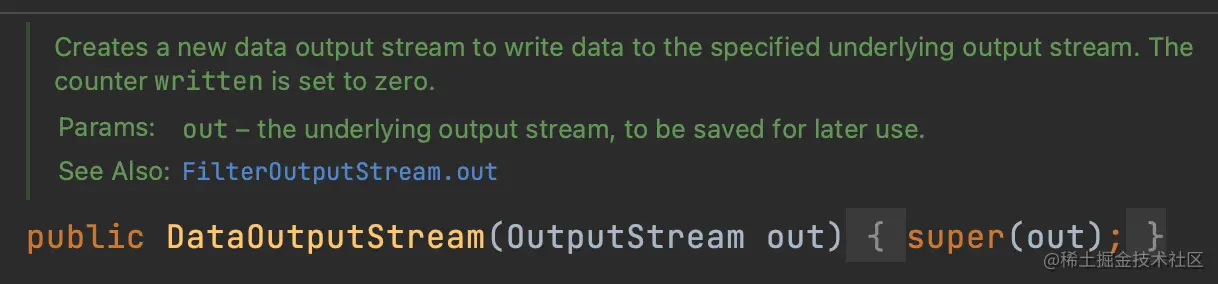 Creates a new data output stream to write data to the specified underlying output stream. The
counter written is set to zero.
Params: out – the underlying output stream, to be saved for later use.
See Also: FilterOutputStream.out
public DataOutputStream(OutputStream out) { super(out); }
@稀土掘金技术社区